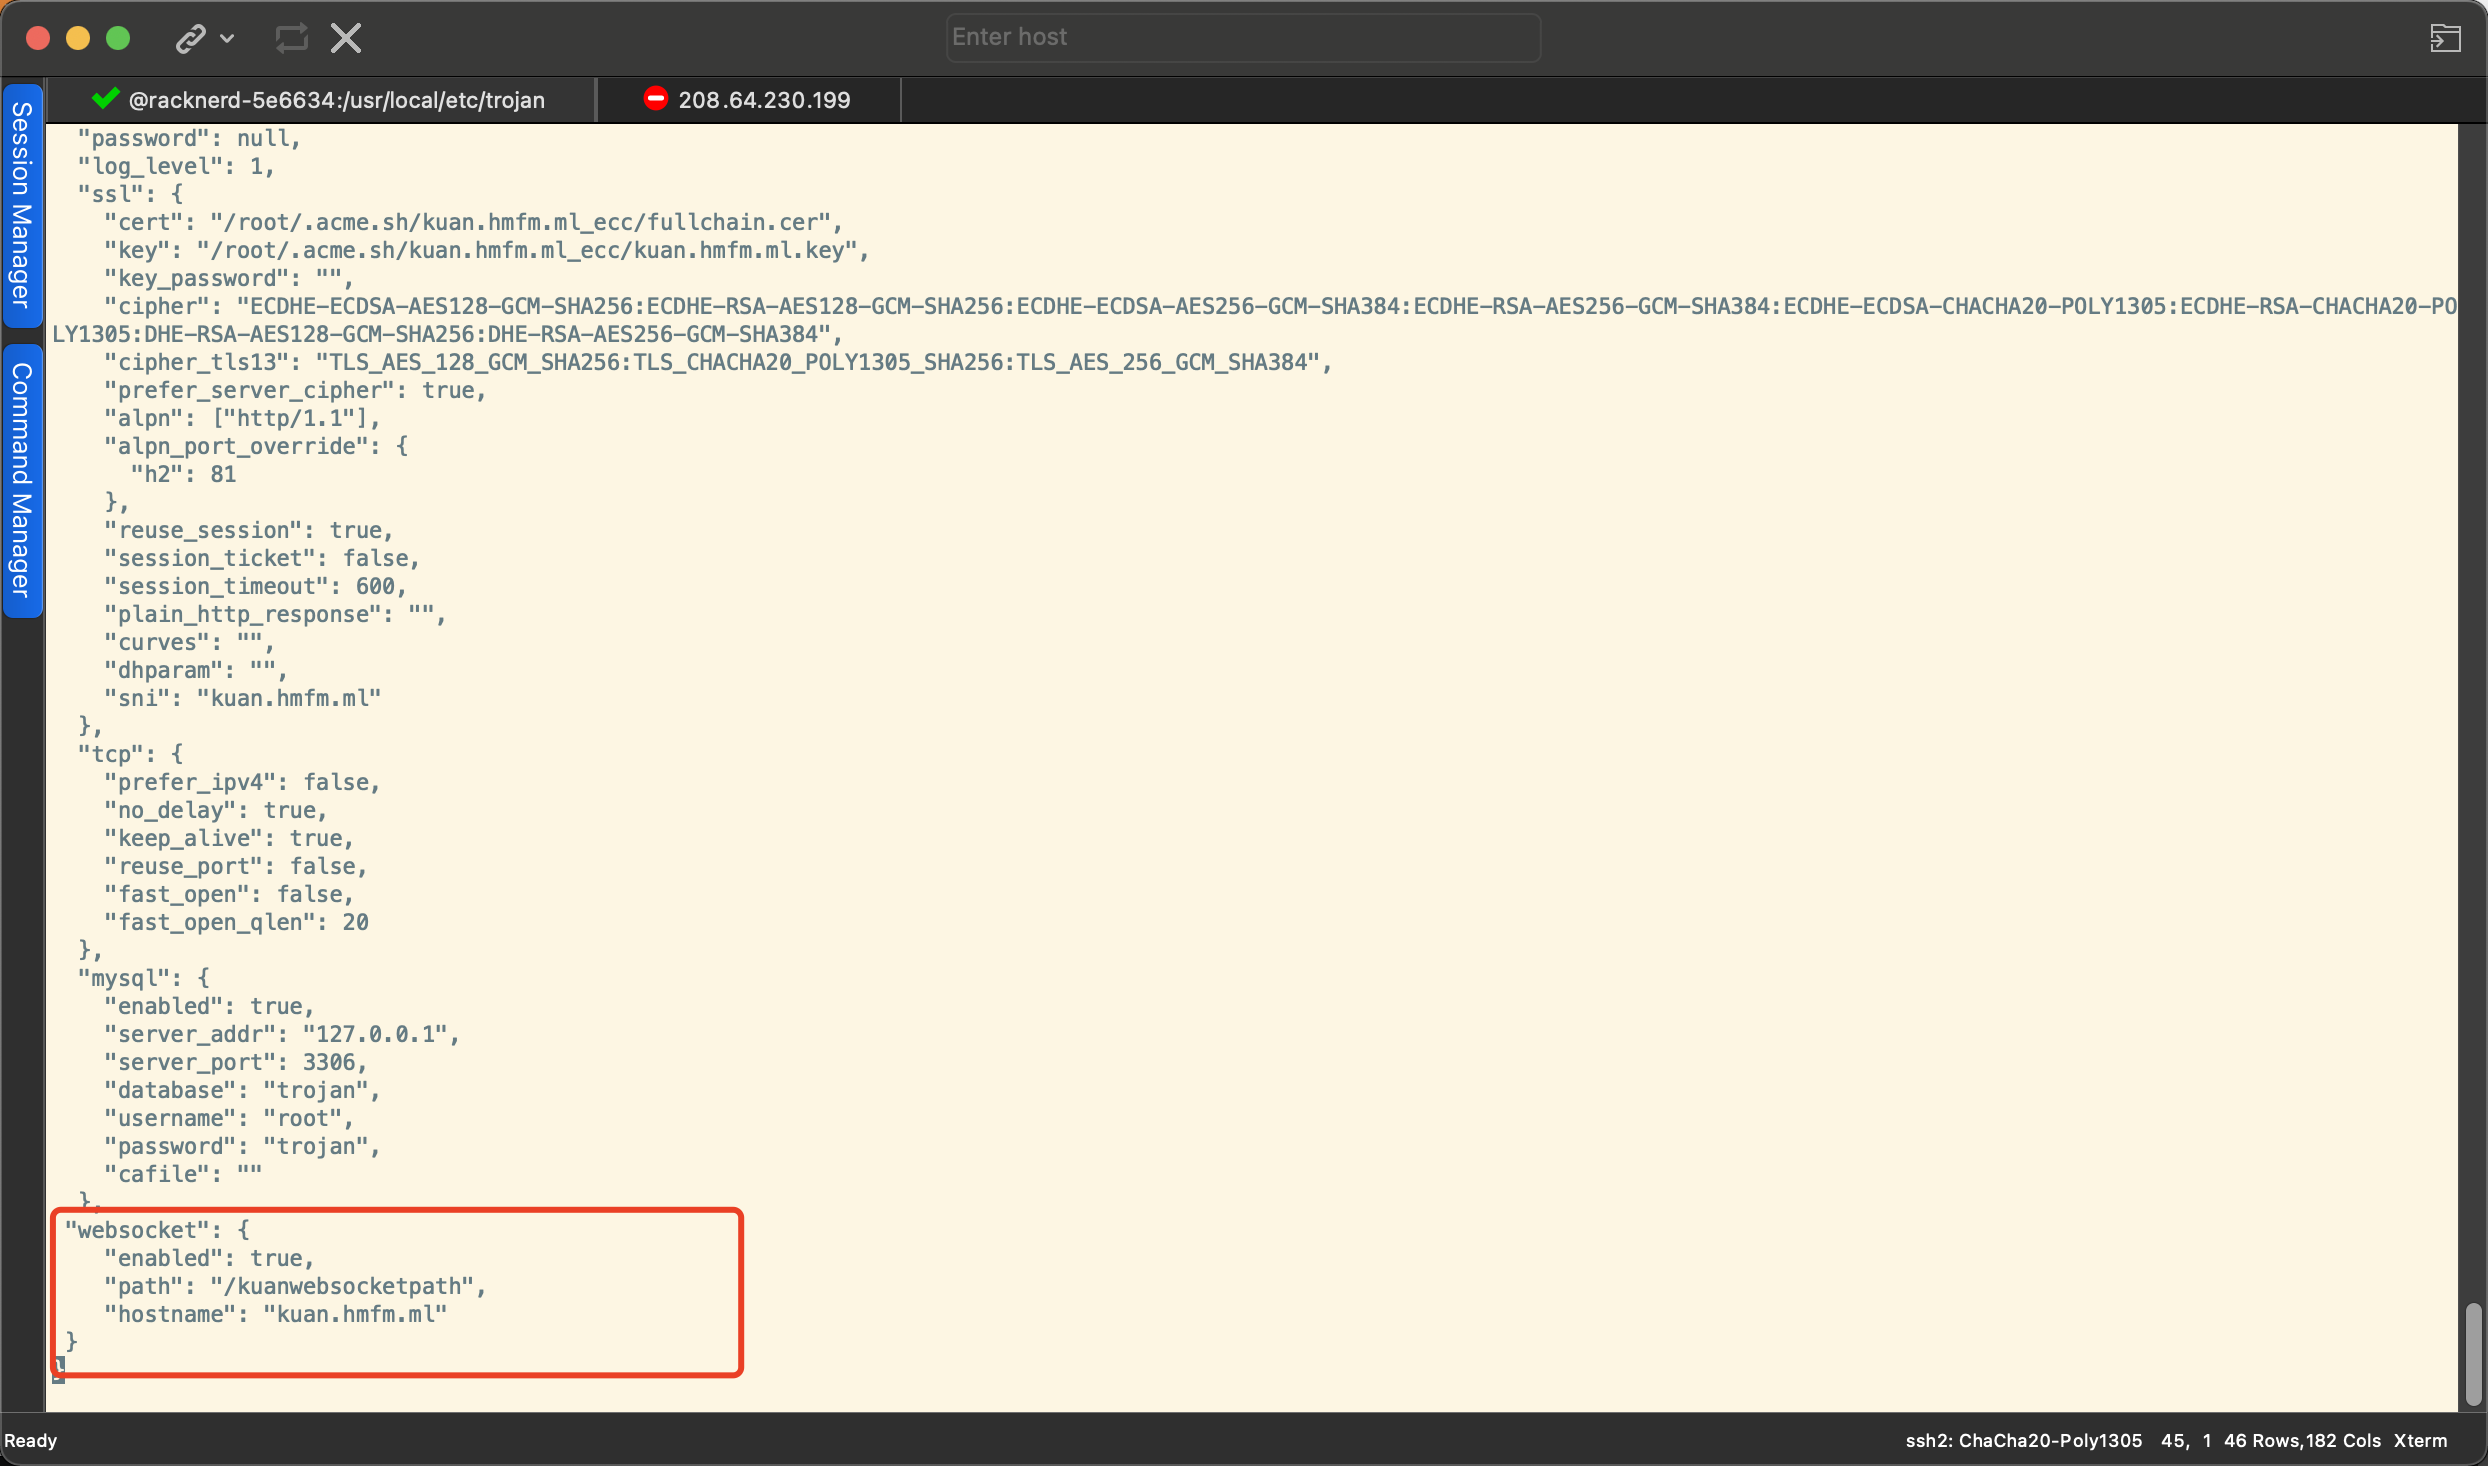 Enter host
@racknerd-5e6634:/usr/local/etc/trojan
208.64.230.199
Session Manager
Command Manager
"password": null,
"log_level": 1,
"ssl": {
"cert": "/root/.acme.sh/kuan.hmfm.ml_ecc/fullchain.cer",
"key": "/root/.acme.sh/kuan.hmfm.ml_ecc/kuan.hmfm.ml.key",
"key_password": "",
"cipher": "ECDHE-ECDSA-AES128-GCM-SHA256:ECDHE-RSA-AES128-GCM-SHA256:ECDHE-ECDSA-AES256-GCM-SHA384:ECDHE-RSA-AES256-GCM-SHA384:ECDHE-ECDSA-CHACHA20-POLY1305:ECDHE-RSA-CHACHA20-PO
LY1305:DHE-RSA-AES128-GCM-SHA256:DHE-RSA-AES256-GCM-SHA384",
"cipher_tls13": "TLS_AES_128_GCM_SHA256:TLS_CHACHA20_POLY1305_SHA256:TLS_AES_256_GCM_SHA384",
"prefer_server_cipher": true,
"alpn": ["http/1.1"],
"alpn_port_override": {
"h2": 81
},
"reuse_session": true,
"session_ticket": false,
"session_timeout": 600,
"plain_http_response": "",
"curves": "",
"dhparam": "",
"sni": "kuan.hmfm.ml"
},
"tcp": {
"prefer_ipv4": false,
"no_delay": true,
"keep_alive": true,
"reuse_port": false,
"fast_open": false,
"fast_open_qlen": 20
},
"mysql": {
"enabled": true,
"server_addr": "127.0.0.1",
"server_port": 3306,
"database": "trojan",
"username": "root",
"password": "trojan",
"cafile": ""
},
"websocket": {
"enabled": true,
"path": "/kuanwebsocketpath",
"hostname": "kuan.hmfm.ml"
}
}
Ready
ssh2: ChaCha20-Poly1305 45, 1 46 Rows,182 Cols Xterm